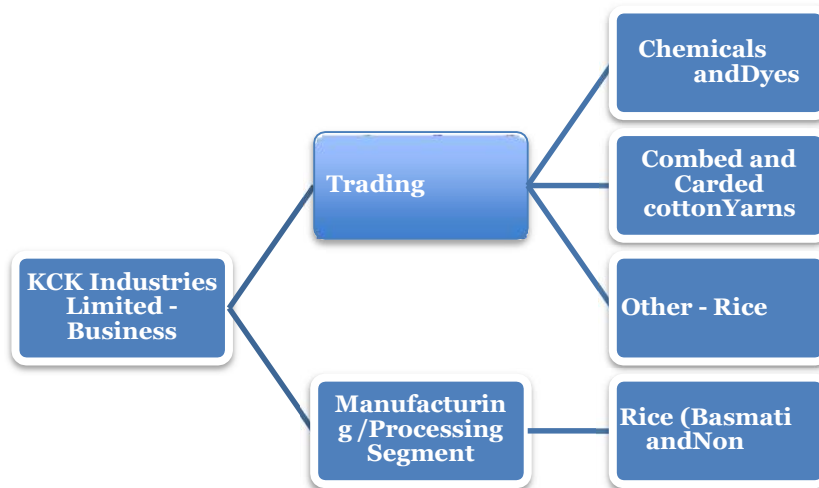 Chemicals
andDyes
Trading
Combed and
Carded
cottonYarns
KCK Industries
Limited -
Business
Other - Rice
Manufacturin
g /Processing
Segment
Rice (Basmati
andNon